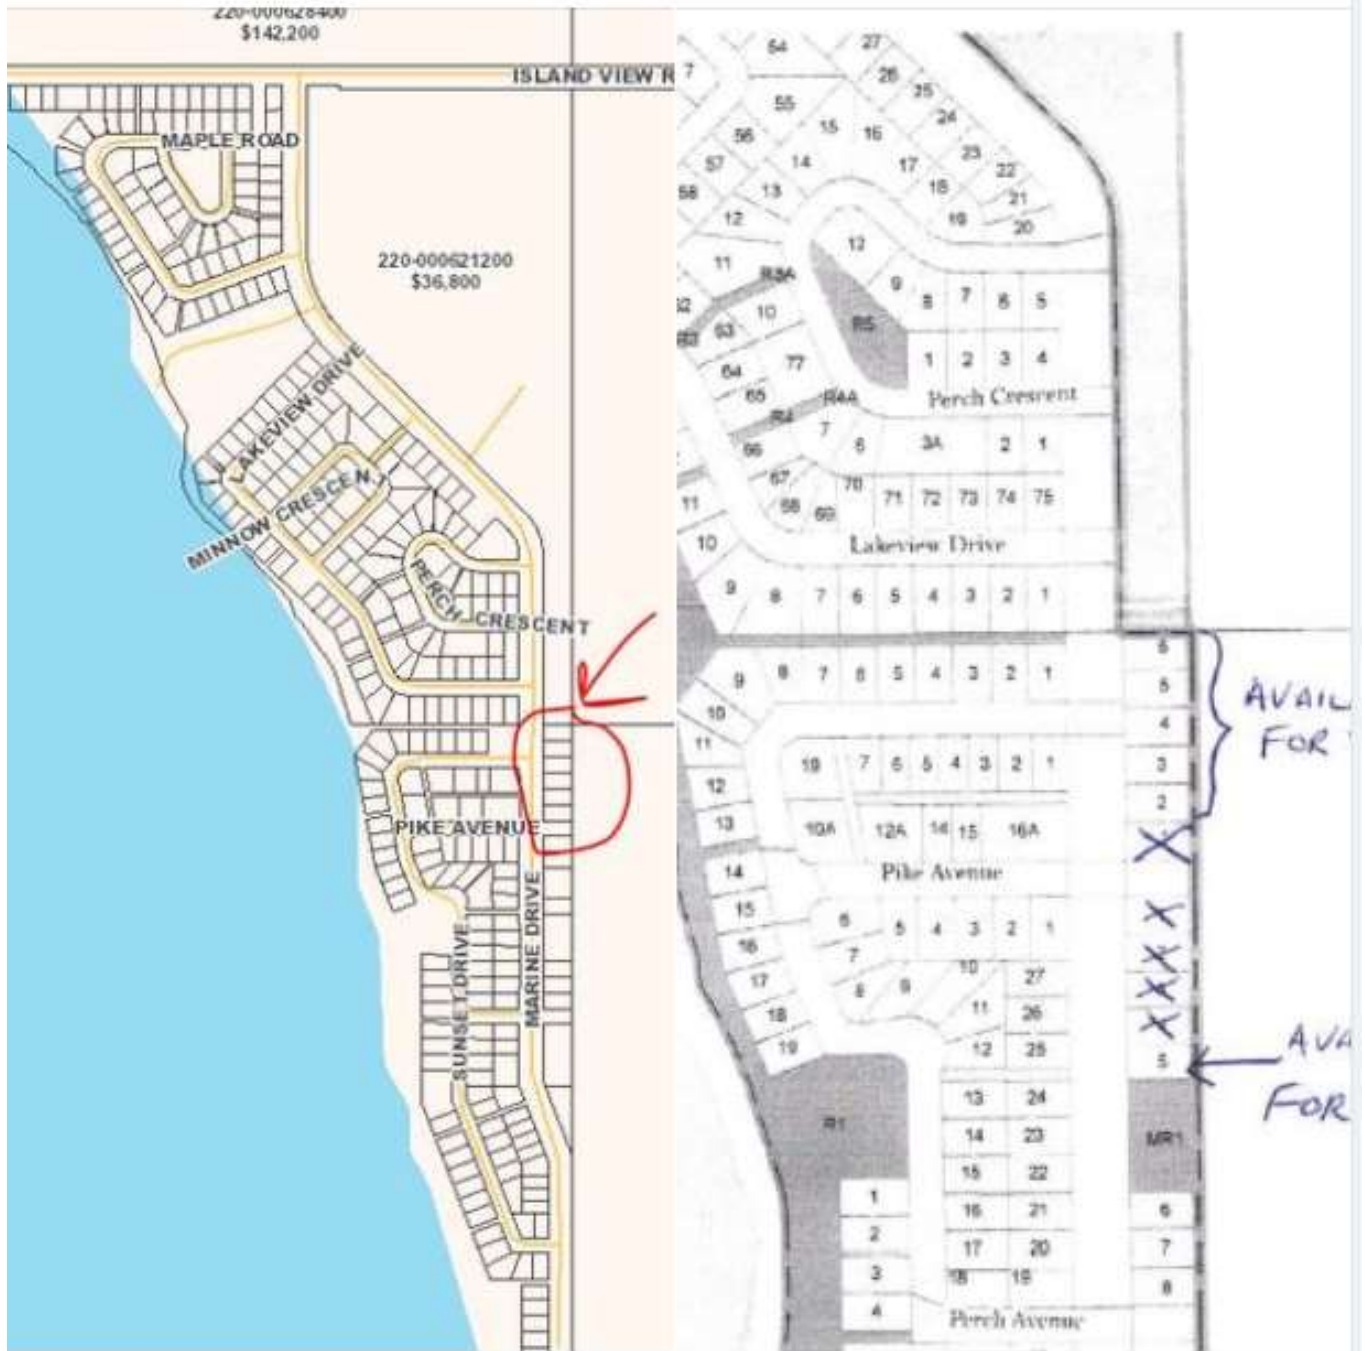 220-000628400
$142,200
ISLAND VIEW R
MAPLE ROAD
220-000621200
$36,800
LAKEVIEW DRIVE
MINNOW CRESCENT
PERCH CRESCENT
PIKE AVENUE
MARINE DRIVE
SUNSET DRIVE
7 54 27
26
55 25
56 15 16 24
57 14 17 23 22
58 13 18 21
12 19 20
12
11 R3A 9
8 7 6 5
10 R5
63
64 77 1 2 3 4
65 R4A Perch Crescent
R4 7 6 3A 2 1
66
67 70 71 72 73 74 75
11 68 69
10 Lakeview Drive
9 8 7 6 5 4 3 2 1
6
9 8 7 6 5 4 3 2 1 5
AVAIL
10 4
FOR
11
19 7 6 5 4 3 2 1 3
12 2
13 10A 12A 14 15 16A X
14 Pike Avenue
15 6 5 4 3 2 1 X
16 7 10 X
17 8 9 27 X
18 11 26 X
19 12 25 5
AVA
FOR
13 24
R1 14 23 MR1
15 22
1 16 21 6
2 17 20 7
3 18 19 8
4 Perch Avenue